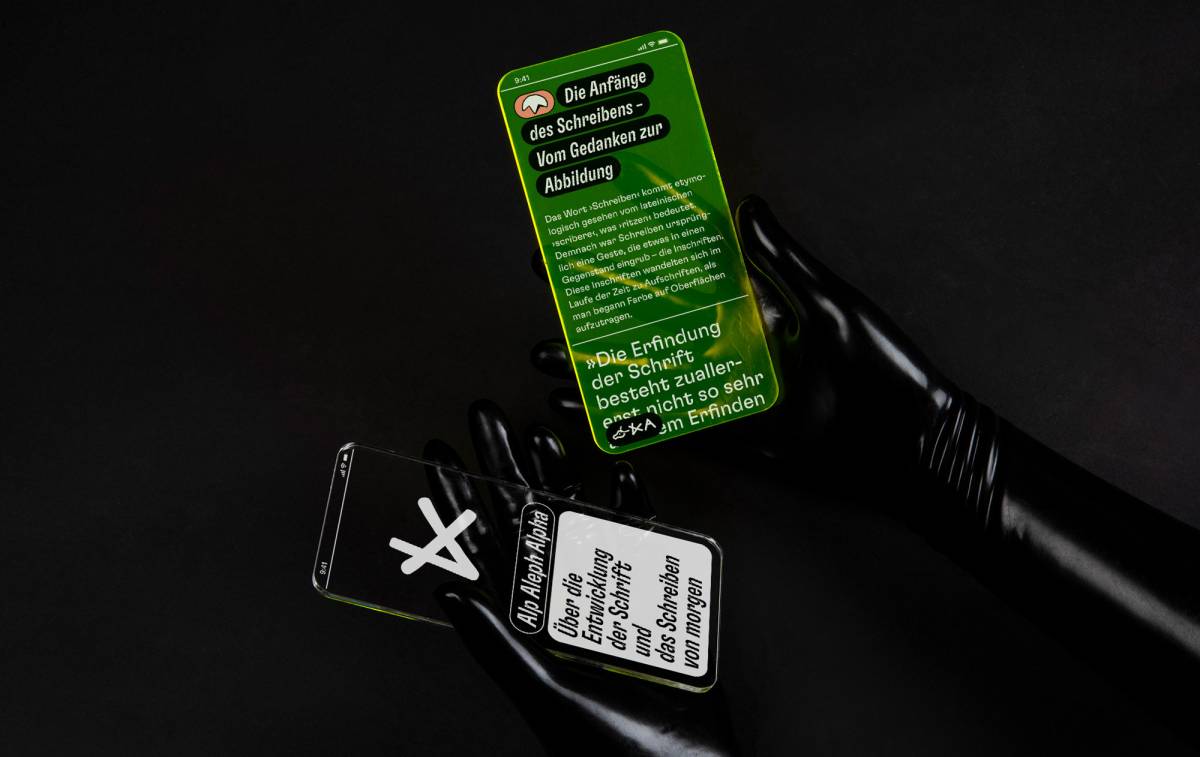 9:41
Die Anfänge
des Schreibens –
Vom Gedanken zur
Abbildung
Das Wort ›Schreiben‹ kommt etymo-
logisch gesehen vom lateinischen
›scribere‹, was ›ritzen‹ bedeutet.
Demnach war Schreiben ursprüng-
lich eine Geste, die etwas in einen
Gegenstand eingrub – die Inschriften.
Diese Inschriften wandelten sich im
Laufe der Zeit zu Aufschriften, als
man begann Farbe auf Oberflächen
aufzutragen.
»Die Erfindung
der Schrift
besteht zualler-
erst nicht so sehr
em Erfinden
9:41
Alp Aleph Alpha
Über die
Entwicklung
der Schrift
und
das Schreiben
von morgen